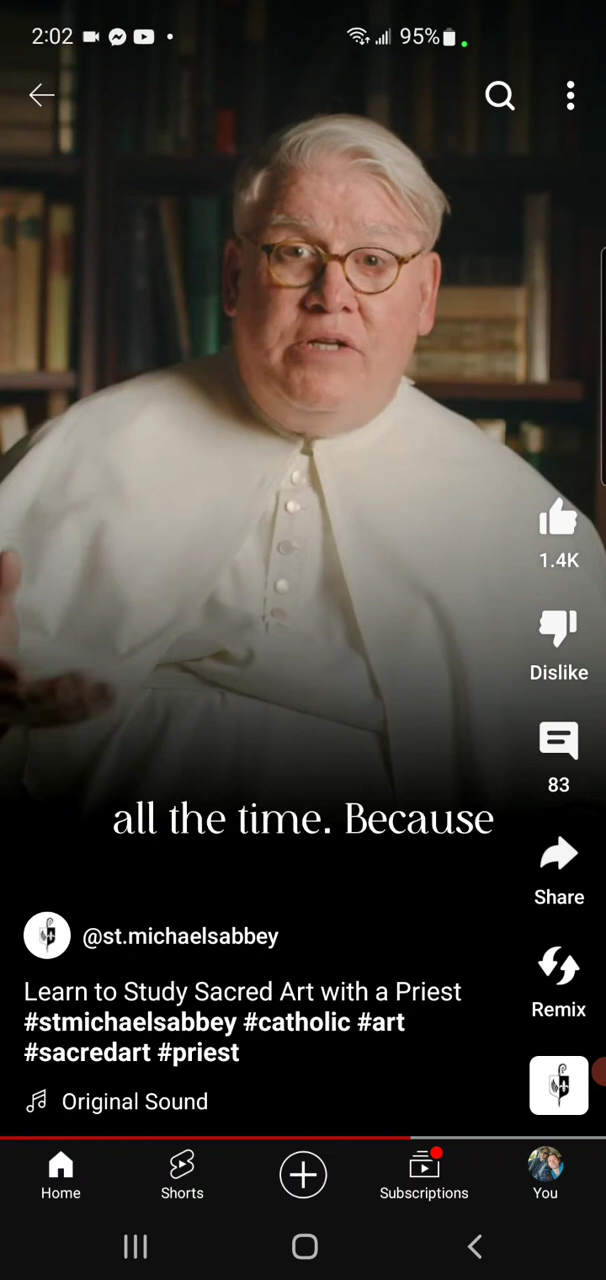 2:02
95%
1.4K
Dislike
83
all the time. Because
Share
@st.michaelsabbey
Learn to Study Sacred Art with a Priest
#stmichaelsabbey #catholic #art
#sacredart #priest
Remix
Original Sound
Home
Shorts
Subscriptions
You